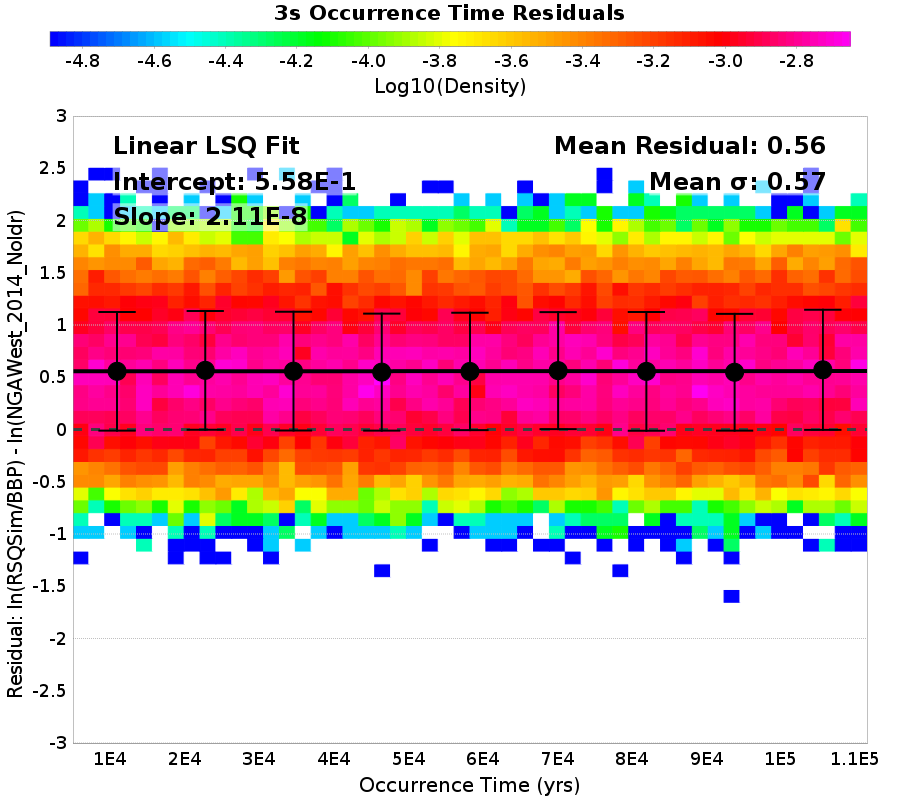 3s Occurrence Time Residuals
-4.8 -4.6 -4.4 -4.2 -4.0 -3.8 -3.6 -3.4 -3.2 -3.0 -2.8
Log10(Density)
Linear LSQ Fit
Intercept: 5.58E-1
Slope: 2.11E-8
Mean Residual: 0.56
Mean σ: 0.57
Residual: ln(RSQSim/BBP) - ln(NGAWest_2014_NoIdr)
3
2.5
2
1.5
1
0.5
0
-0.5
-1
-1.5
-2
-2.5
-3
1E4 2E4 3E4 4E4 5E4 6E4 7E4 8E4 9E4 1E5 1.1E5
Occurrence Time (yrs)